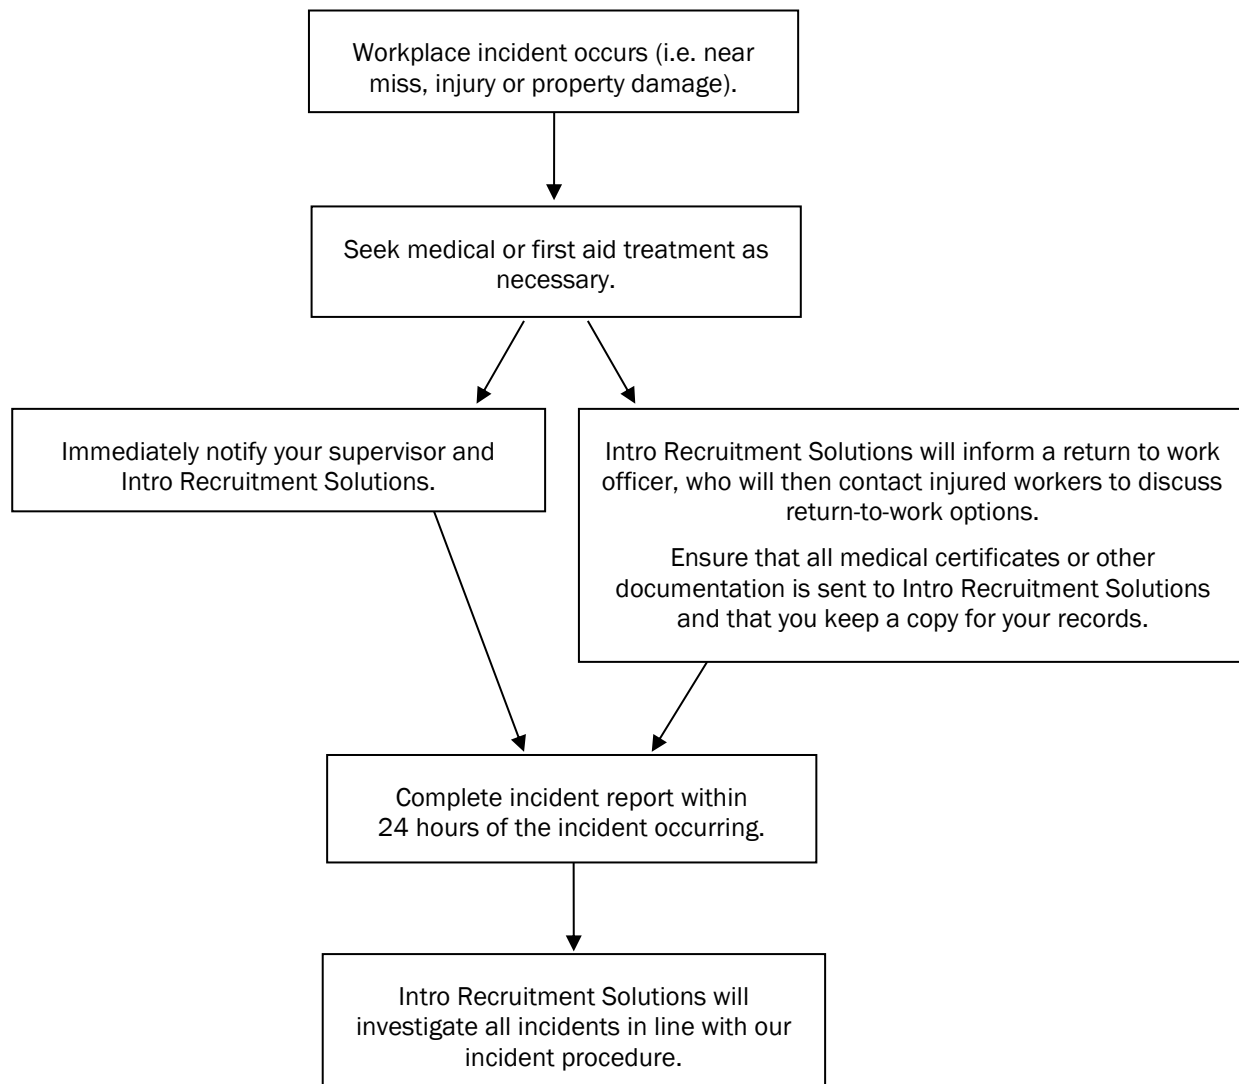 Workplace incident occurs (i.e. near
miss, injury or property damage).
Seek medical or first aid treatment as
necessary.
Immediately notify your supervisor and
Intro Recruitment Solutions.
Intro Recruitment Solutions will inform a return to work
officer, who will then contact injured workers to discuss
return-to-work options.
Ensure that all medical certificates or other
documentation is sent to Intro Recruitment Solutions
and that you keep a copy for your records.
Complete incident report within
24 hours of the incident occurring.
Intro Recruitment Solutions will
investigate all incidents in line with our
incident procedure.